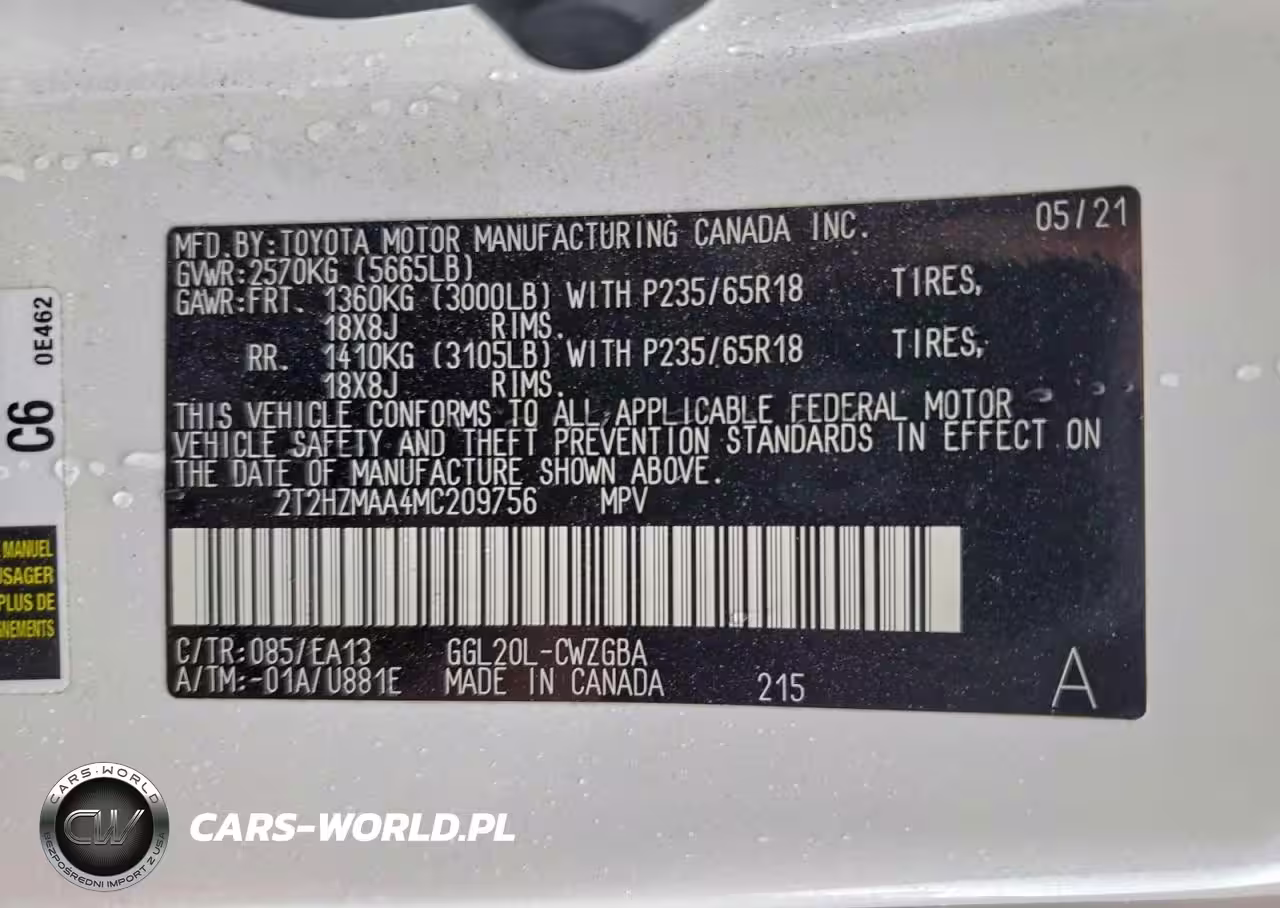 MFD.BY:TOYOTA MOTOR MANUFACTURING CANADA INC. 05/21
GVWR:2570KG (5665LB)
GAWR:FRT. 1360KG (3000LB) WITH P235/65R18 TIRES,
18X8J RIMS.
RR. 1410KG (3105LB) WITH P235/65R18 TIRES,
18X8J RIMS.
THIS VEHICLE CONFORMS TO ALL APPLICABLE FEDERAL MOTOR
VEHICLE SAFETY AND THEFT PREVENTION STANDARDS IN EFFECT ON
THE DATE OF MANUFACTURE SHOWN ABOVE.
2T2HZMAA4MC209756 MPV
C/TR:085/EA13 GGL20L-CWZGBA
A/TM:-01A/U881E MADE IN CANADA 215 A
C6 0E462
MANUEL
USAGER
PLUS DE
GNEMENTS
CARS-WORLD
CW
BEZPOŚREDNI IMPORT Z USA
CARS-WORLD.PL